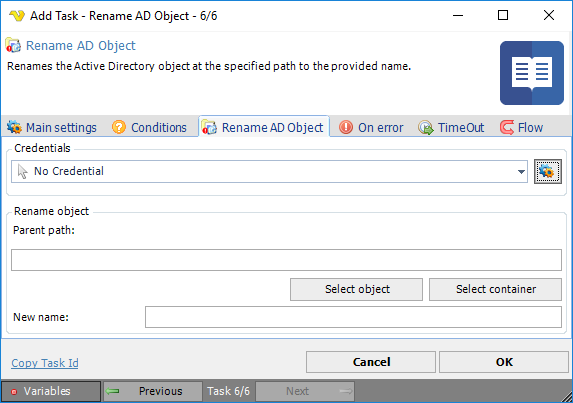 Add Task - Rename AD Object - 6/6
Rename AD Object
Renames the Active Directory object at the specified path to the provided name.
Main settings Conditions Rename AD Object On error TimeOut Flow
Credentials
No Credential
Rename object
Parent path:
Select object Select container
New name:
Copy Task Id Cancel OK
Variables Previous Task 6/6 Next